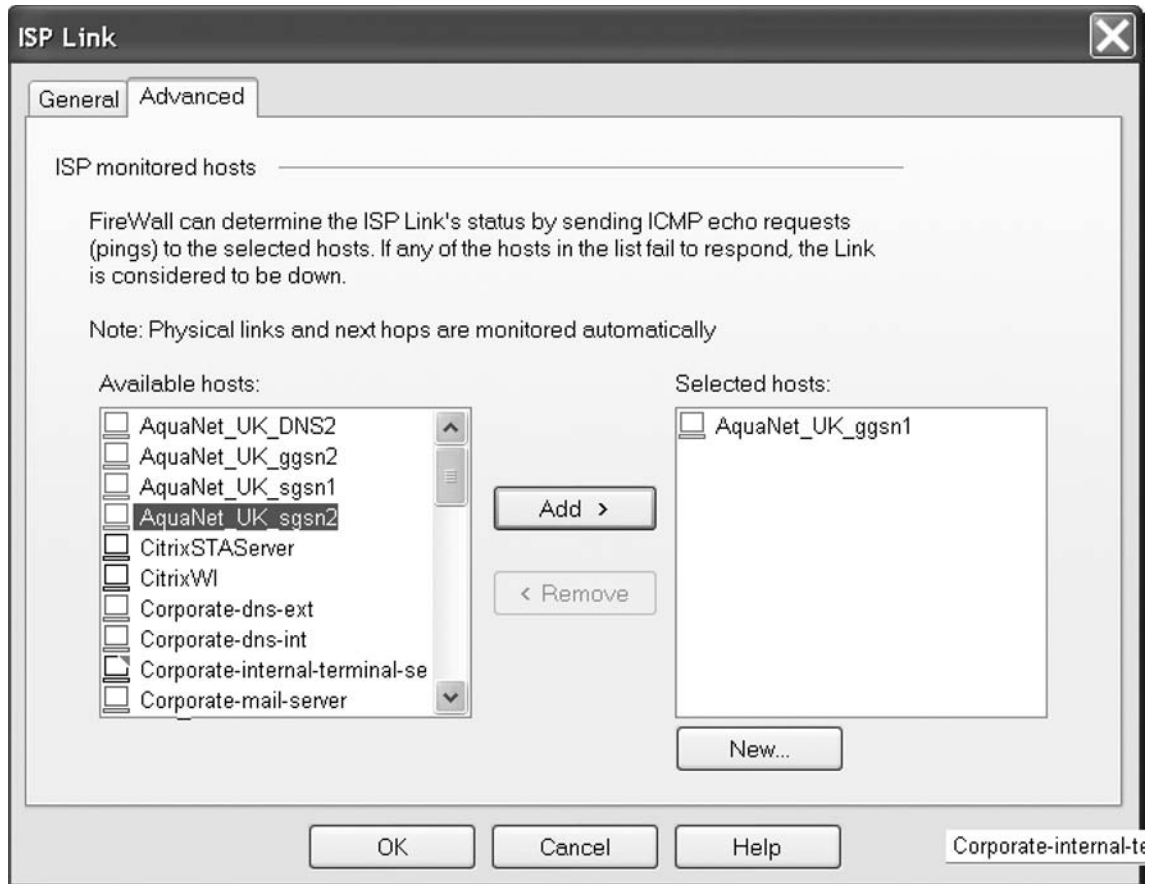 ISP Link
General
Advanced
ISP monitored hosts
FireWall can determine the ISP Link's status by sending ICMP echo requests
(pings) to the selected hosts. If any of the hosts in the list fail to respond, the Link
is considered to be down.
Note: Physical links and next hops are monitored automatically
Available hosts:
AquaNet_UK_DNS2
AquaNet_UK_ggsn2
AquaNet_UK_sgsn1
AquaNet_UK_sgsn2
CitrixSTAServer
CitrixWI
Corporate-dns-ext
Corporate-dns-int
Corporate-internal-terminal-se
Corporate-mail-server
Add >
< Remove
Selected hosts:
AquaNet_UK_ggsn1
New...
OK
Cancel
Help
Corporate-internal-te